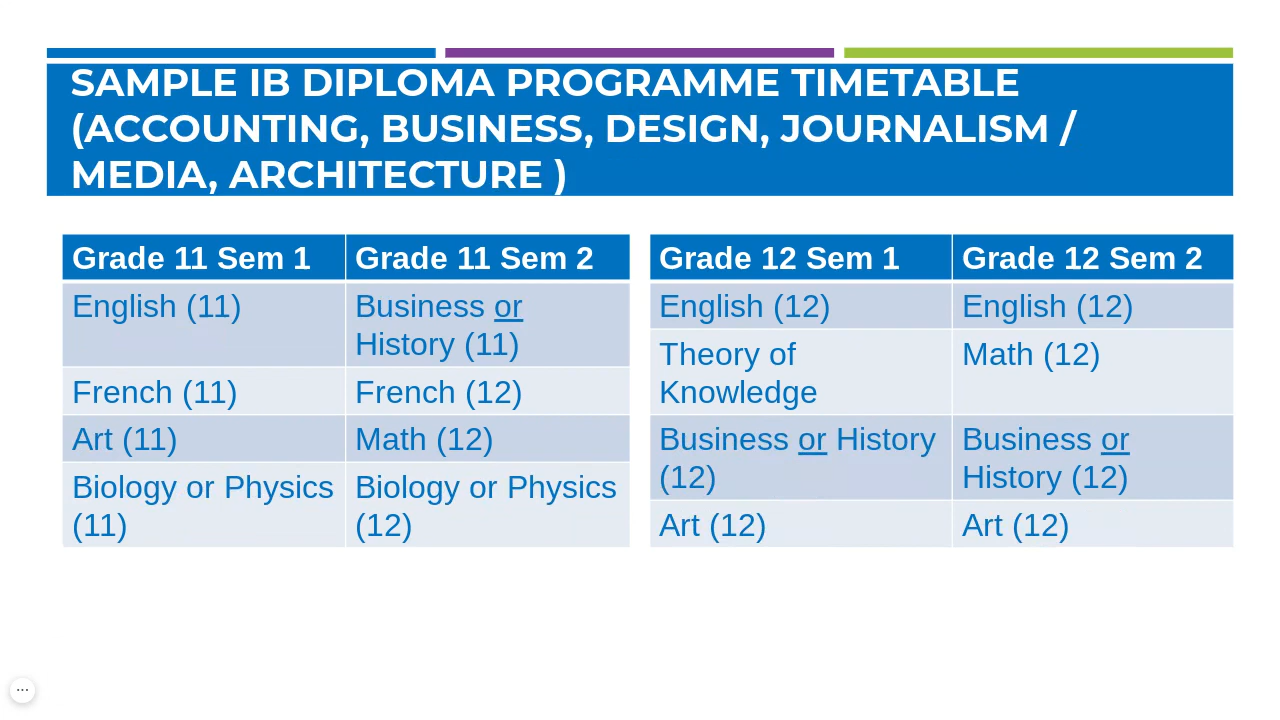 SAMPLE IB DIPLOMA PROGRAMME TIMETABLE
(ACCOUNTING, BUSINESS, DESIGN, JOURNALISM /
MEDIA, ARCHITECTURE )
Grade 11 Sem 1
Grade 11 Sem 2
English (11)
Business or
History (11)
French (11)
French (12)
Art (11)
Math (12)
Biology or Physics
(11)
Biology or Physics
(12)
Grade 12 Sem 1
Grade 12 Sem 2
English (12)
English (12)
Theory of
Knowledge
Math (12)
Business or History
(12)
Business or
History (12)
Art (12)
Art (12)